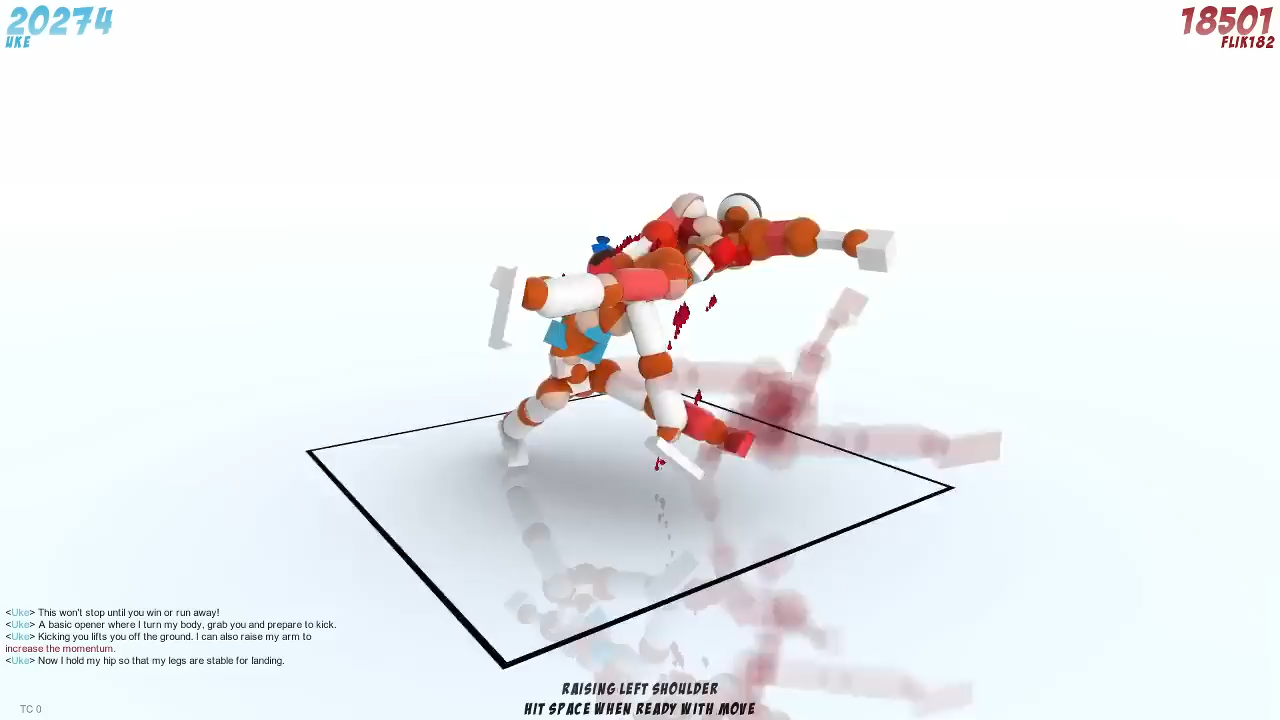 20274
UKE
18501
FLIK182
<Uke> This won't stop until you win or run away!
<Uke> A basic opener where I turn my body, grab you and prepare to kick.
<Uke> Kicking you lifts you off the ground. I can also raise my arm to
increase the momentum.
<Uke> Now I hold my hip so that my legs are stable for landing.
RAISING LEFT SHOULDER
HIT SPACE WHEN READY WITH MOVE
TC 0